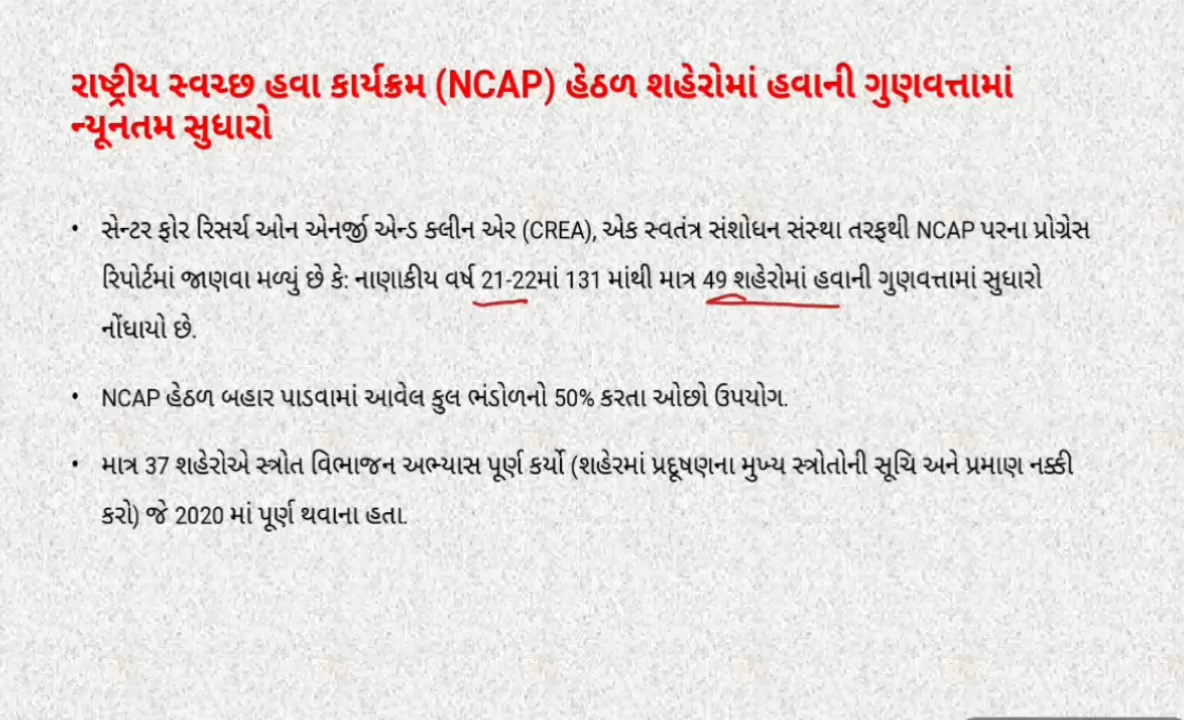 રાષ્ટ્રીય સ્વચ્છ હવા કાર્યક્રમ (NCAP) હેઠળ શહેરોમાં હવાની ગુણવત્તામાં
ન્યૂનતમ સુધારો
• સેન્ટર ફોર રિસર્ચ ઓન એનર્જી એન્ડ ક્લીન એર (CREA), એક સ્વતંત્ર સંશોધન સંસ્થા તરફથી NCAP પરના પ્રોગ્રેસ
રિપોર્ટમાં જાણવા મળ્યું છે કે: નાણાકીય વર્ષ 21-22માં 131 માંથી માત્ર 49 શહેરોમાં હવાની ગુણવત્તામાં સુધારો
નોંધાયો છે.
• NCAP હેઠળ બહાર પાડવામાં આવેલ કુલ ભંડોળનો 50% કરતા ઓછો ઉપયોગ.
• માત્ર 37 શહેરોએ સ્ત્રોત વિભાજન અભ્યાસ પૂર્ણ કર્યો (શહેરમાં પ્રદૂષણના મુખ્ય સ્ત્રોતોની સૂચિ અને પ્રમાણ નક્કી
કરો) જે 2020 માં પૂર્ણ થવાના હતા.